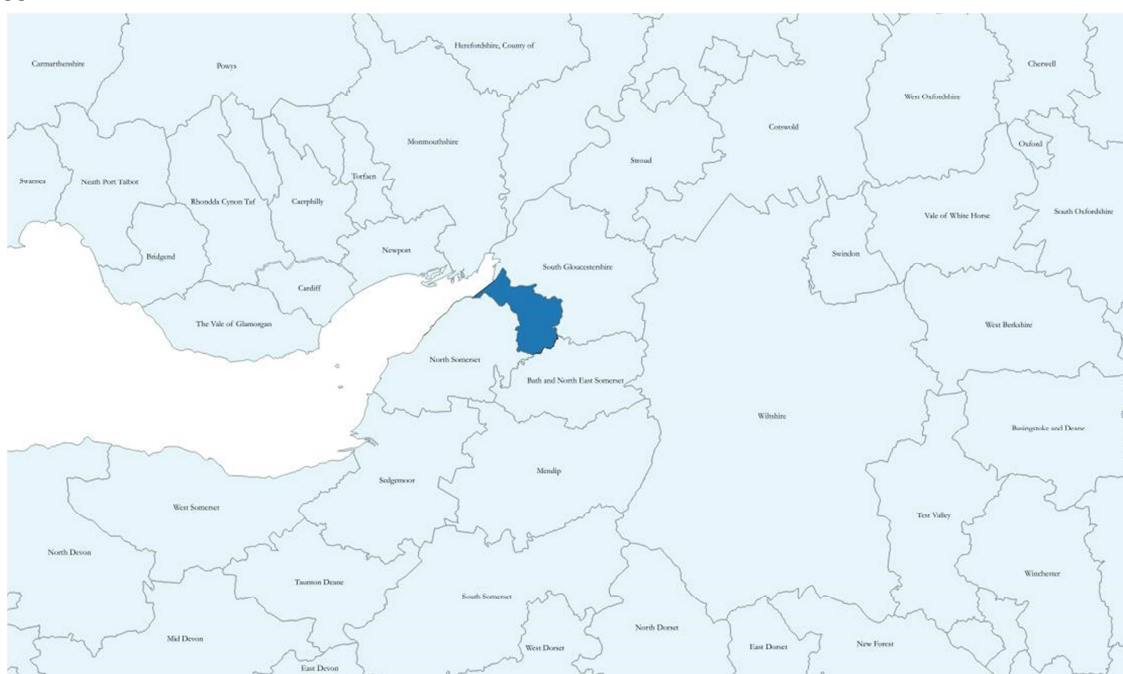 Herefordshire, County of
Carmarthenshire
Powys
Cherwell
West Oxfordshire
Cotswold
Monmouthshire
Oxford
Stroud
Torfaen
Swansea
Neath Port Talbot
Rhondda Cynon Taf
Caerphilly
South Oxfordshire
Vale of White Horse
Newport
Bridgend
Swindon
South Gloucestershire
Cardiff
The Vale of Glamorgan
West Berkshire
North Somerset
Bath and North East Somerset
Wiltshire
Basingstoke and Deane
Mendip
Sedgemoor
West Somerset
Test Valley
North Devon
Winchester
Taunton Deane
South Somerset
North Dorset
Mid Devon
West Dorset
East Dorset
New Forest
East Devon